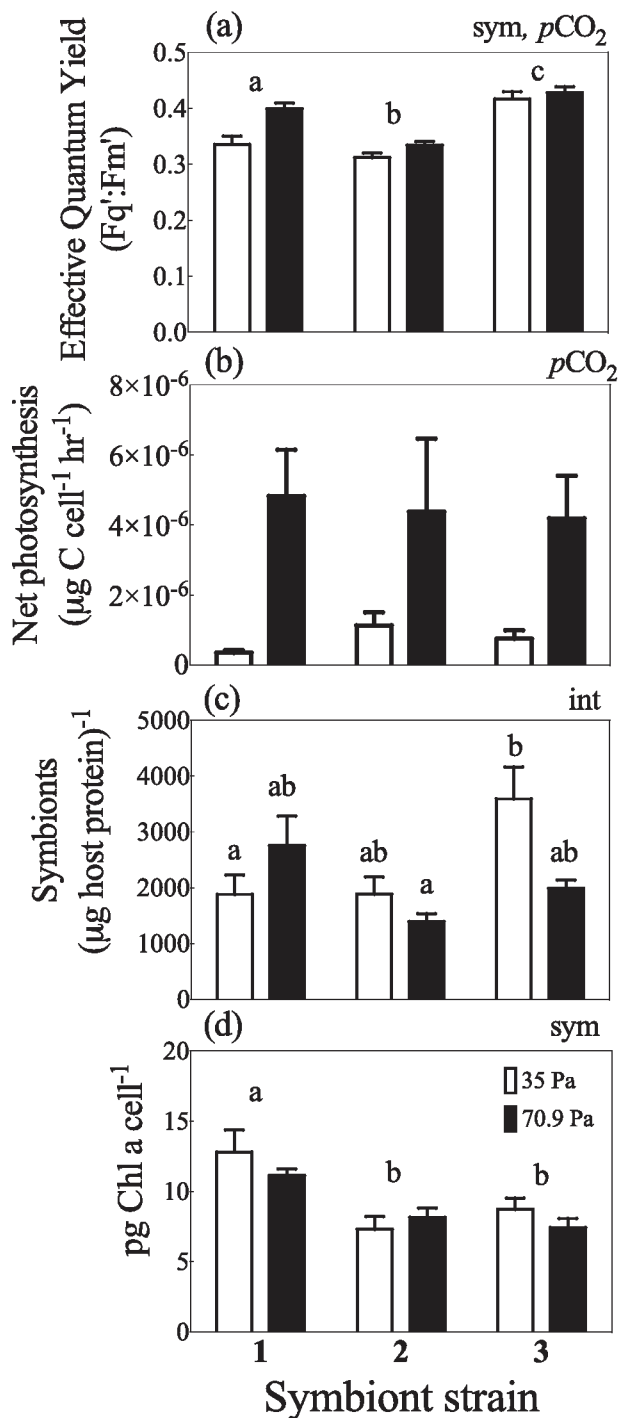 (a) sym, pCO₂
Effective Quantum Yield
(Fq':Fm')
0.5
0.4
0.3
0.2
0.1
0.0
a
b
c
(b) pCO₂
Net photosynthesis
(µg C cell⁻¹ hr⁻¹)
8×10⁻⁶
6×10⁻⁶
4×10⁻⁶
2×10⁻⁶
0
(c) int
Symbionts
(µg host protein)⁻¹
5000
4000
3000
2000
1000
0
a
ab
ab
a
b
ab
(d) sym
pg Chl a cell⁻¹
20
15
10
5
0
a
b
b
35 Pa
70.9 Pa
1 2 3
Symbiont strain